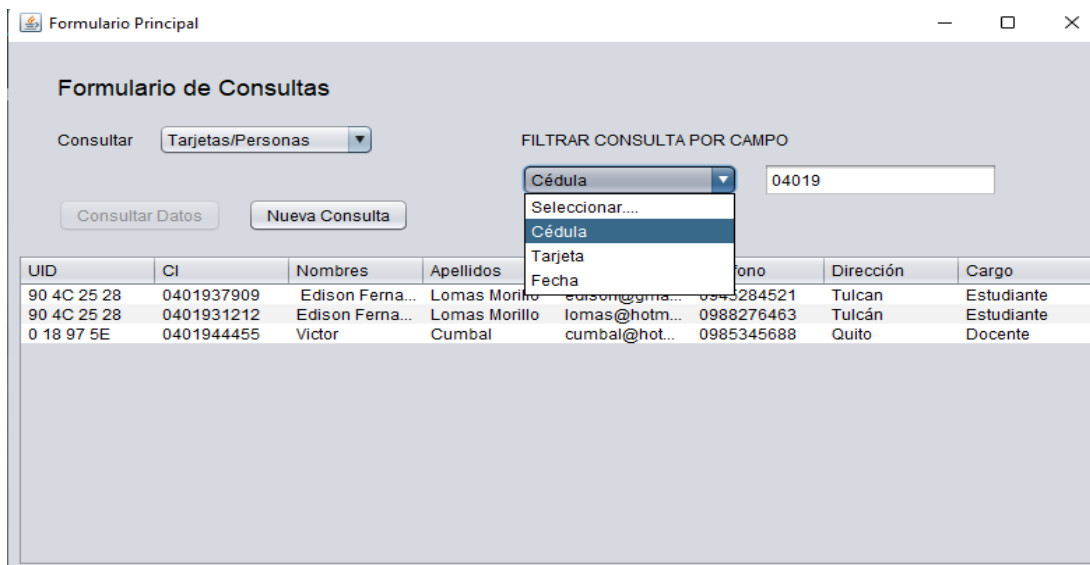 Formulario Principal
Formulario de Consultas
Consultar Tarjetas/Personas FILTRAR CONSULTA POR CAMPO
Cédula 04019
Consultar Datos Nueva Consulta
Seleccionar....
Cédula
Tarjeta
Fecha
UID CI Nombres Apellidos Dirección Cargo
90 4C 25 28 0401937909 Edison Ferna... Lomas Morillo 0945284521 Tulcan Estudiante
90 4C 25 28 0401931212 Edison Ferna... Lomas Morillo lomas@hotm... 0988276463 Tulcán Estudiante
0 18 97 5E 0401944455 Victor Cumbal cumbal@hot... 0985345688 Quito Docente